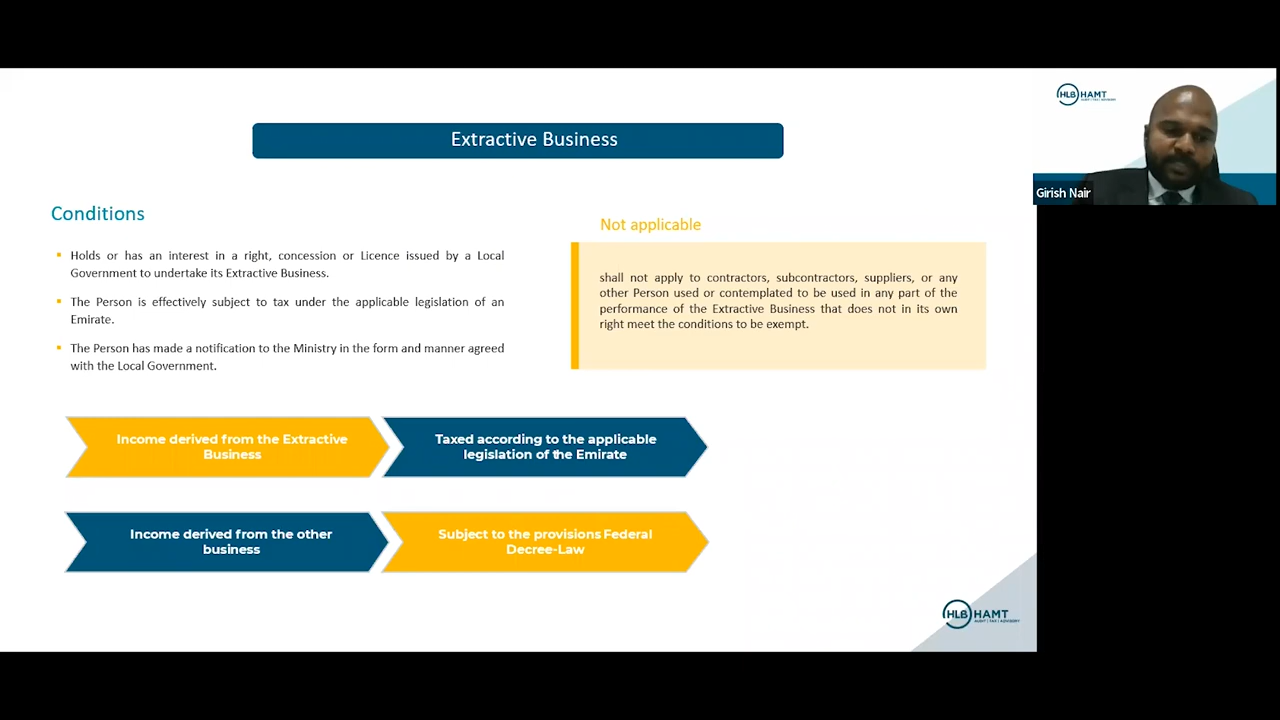 Extractive Business
Conditions
Holds or has an interest in a right, concession or Licence issued by a Local
Government to undertake its Extractive Business.
The Person is effectively subject to tax under the applicable legislation of an
Emirate.
The Person has made a notification to the Ministry in the form and manner agreed
with the Local Government.
Not applicable
shall not apply to contractors, subcontractors, suppliers, or any
other Person used or contemplated to be used in any part of the
performance of the Extractive Business that does not in its own
right meet the conditions to be exempt.
Income derived from the Extractive
Business
Taxed according to the applicable
legislation of the Emirate
Income derived from the other
business
Subject to the provisions Federal
Decree-Law
HLB HAMT
AUDIT | TAX | ADVISORY
HLB HAMT
AUDIT | TAX | ADVISORY
Girish Nair